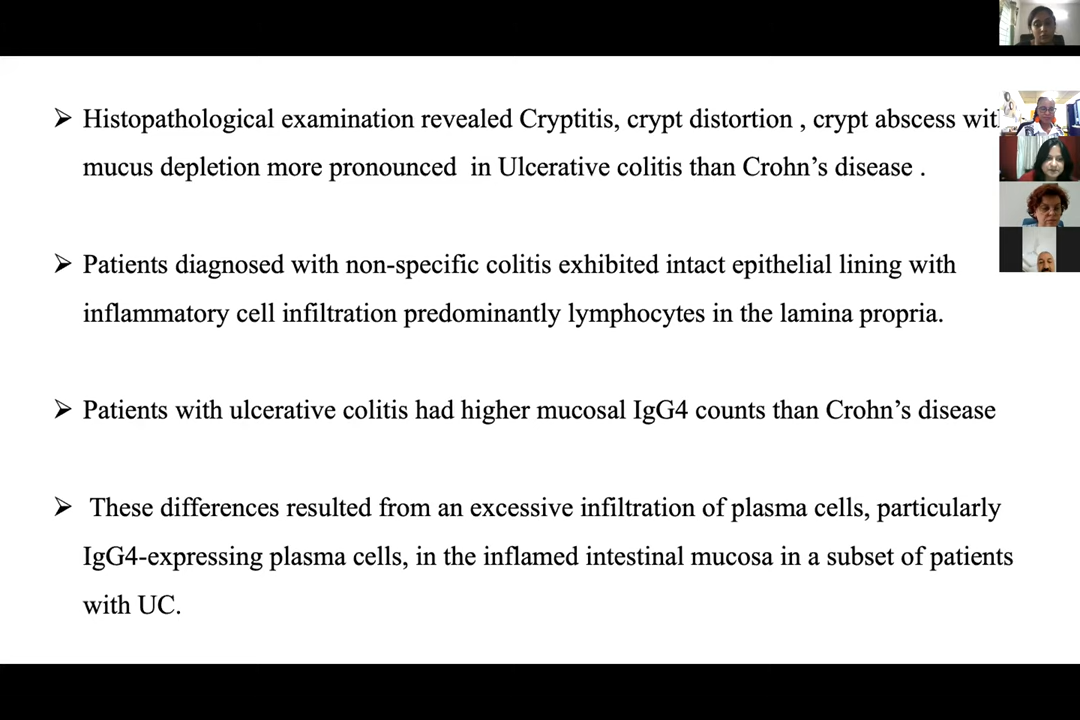 ➢ Histopathological examination revealed Cryptitis, crypt distortion , crypt abscess wit
mucus depletion more pronounced in Ulcerative colitis than Crohn’s disease .
➢ Patients diagnosed with non-specific colitis exhibited intact epithelial lining with
inflammatory cell infiltration predominantly lymphocytes in the lamina propria.
➢ Patients with ulcerative colitis had higher mucosal IgG4 counts than Crohn’s disease
➢ These differences resulted from an excessive infiltration of plasma cells, particularly
IgG4-expressing plasma cells, in the inflamed intestinal mucosa in a subset of patients
with UC.